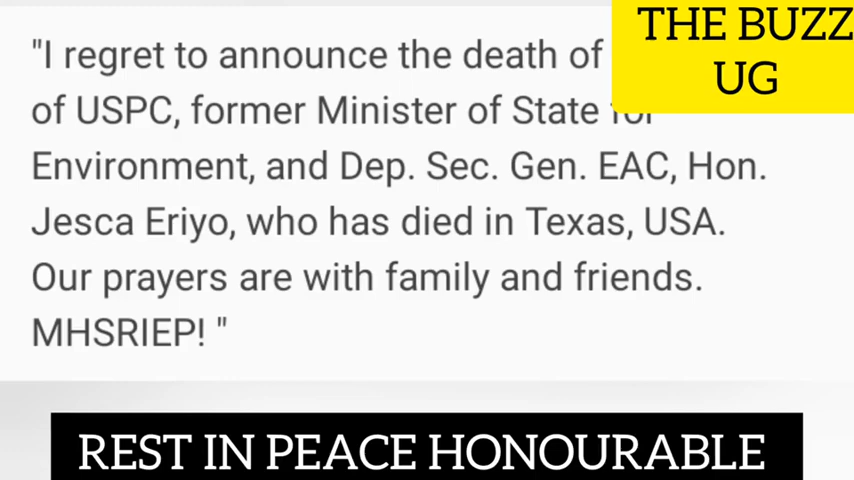 THE BUZZ
UG
"I regret to announce the death of
of USPC, former Minister of State for
Environment, and Dep. Sec. Gen. EAC, Hon.
Jesca Eriyo, who has died in Texas, USA.
Our prayers are with family and friends.
MHSRIEP! "
REST IN PEACE HONOURABLE